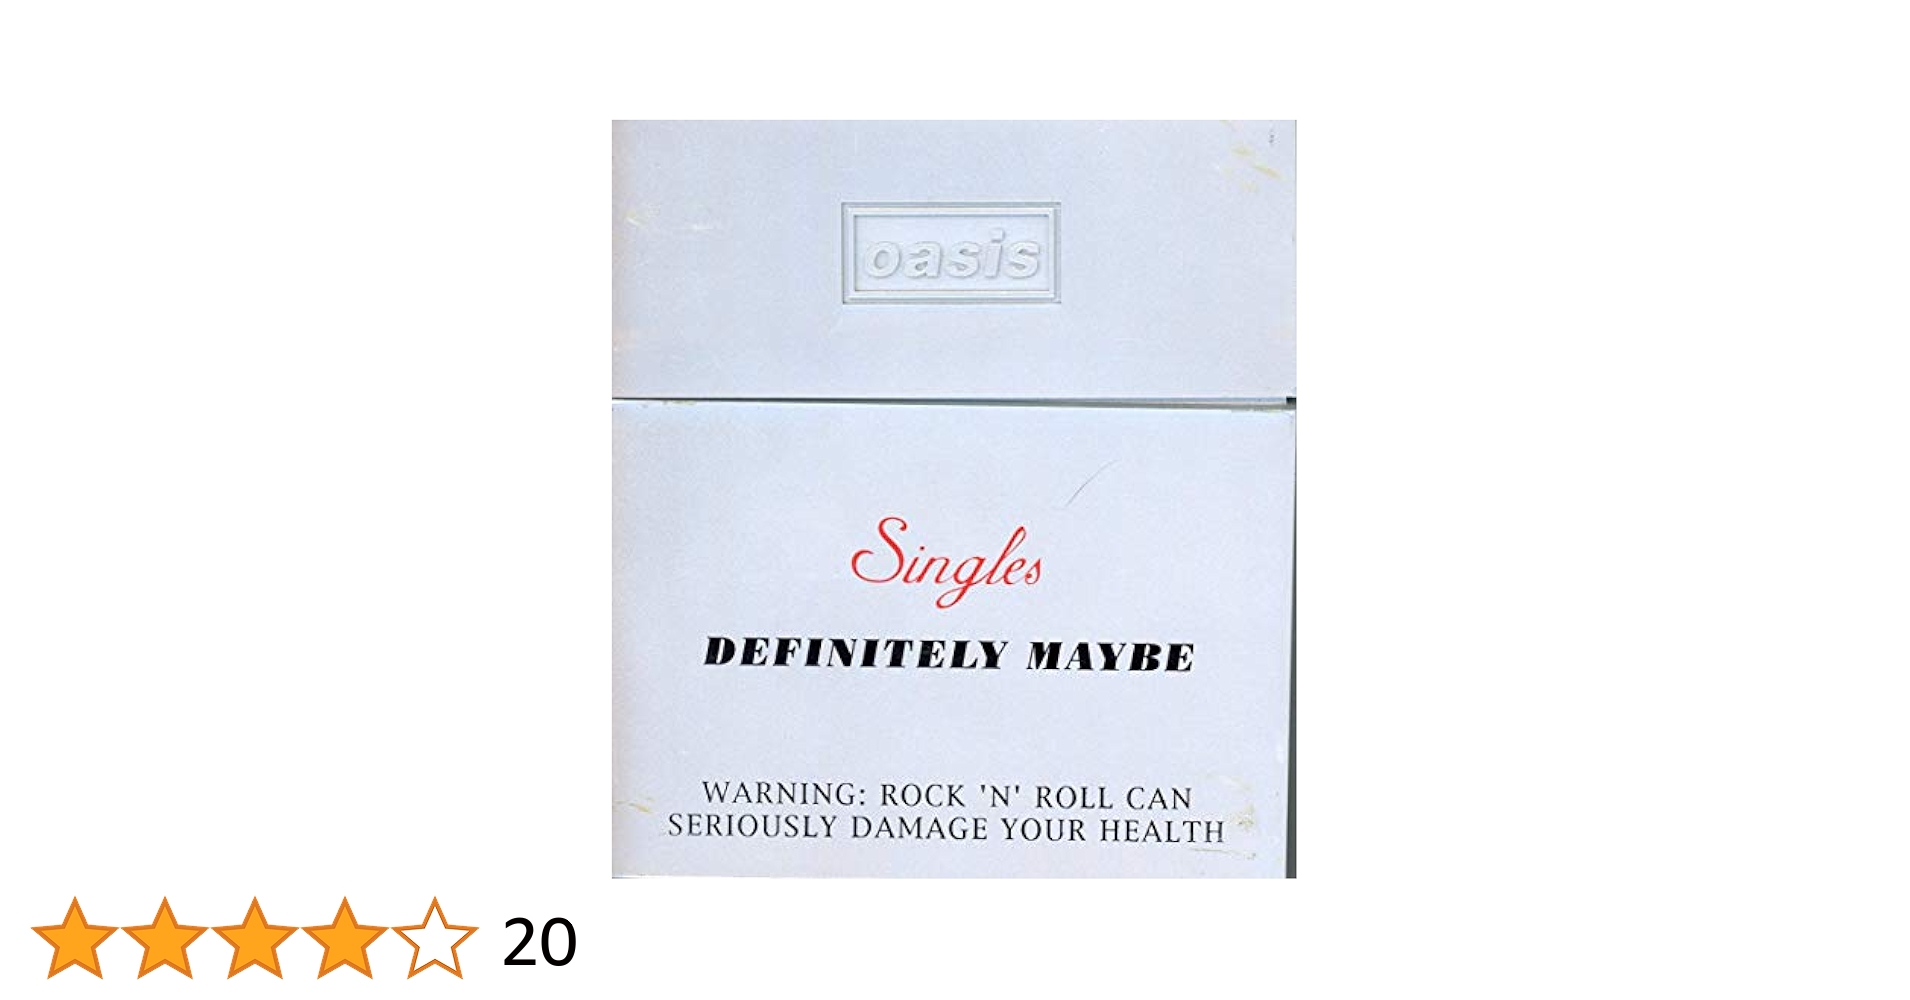 oasis
Singles
DEFINITELY MAYBE
WARNING: ROCK 'N' ROLL CAN
SERIOUSLY DAMAGE YOUR HEALTH
20